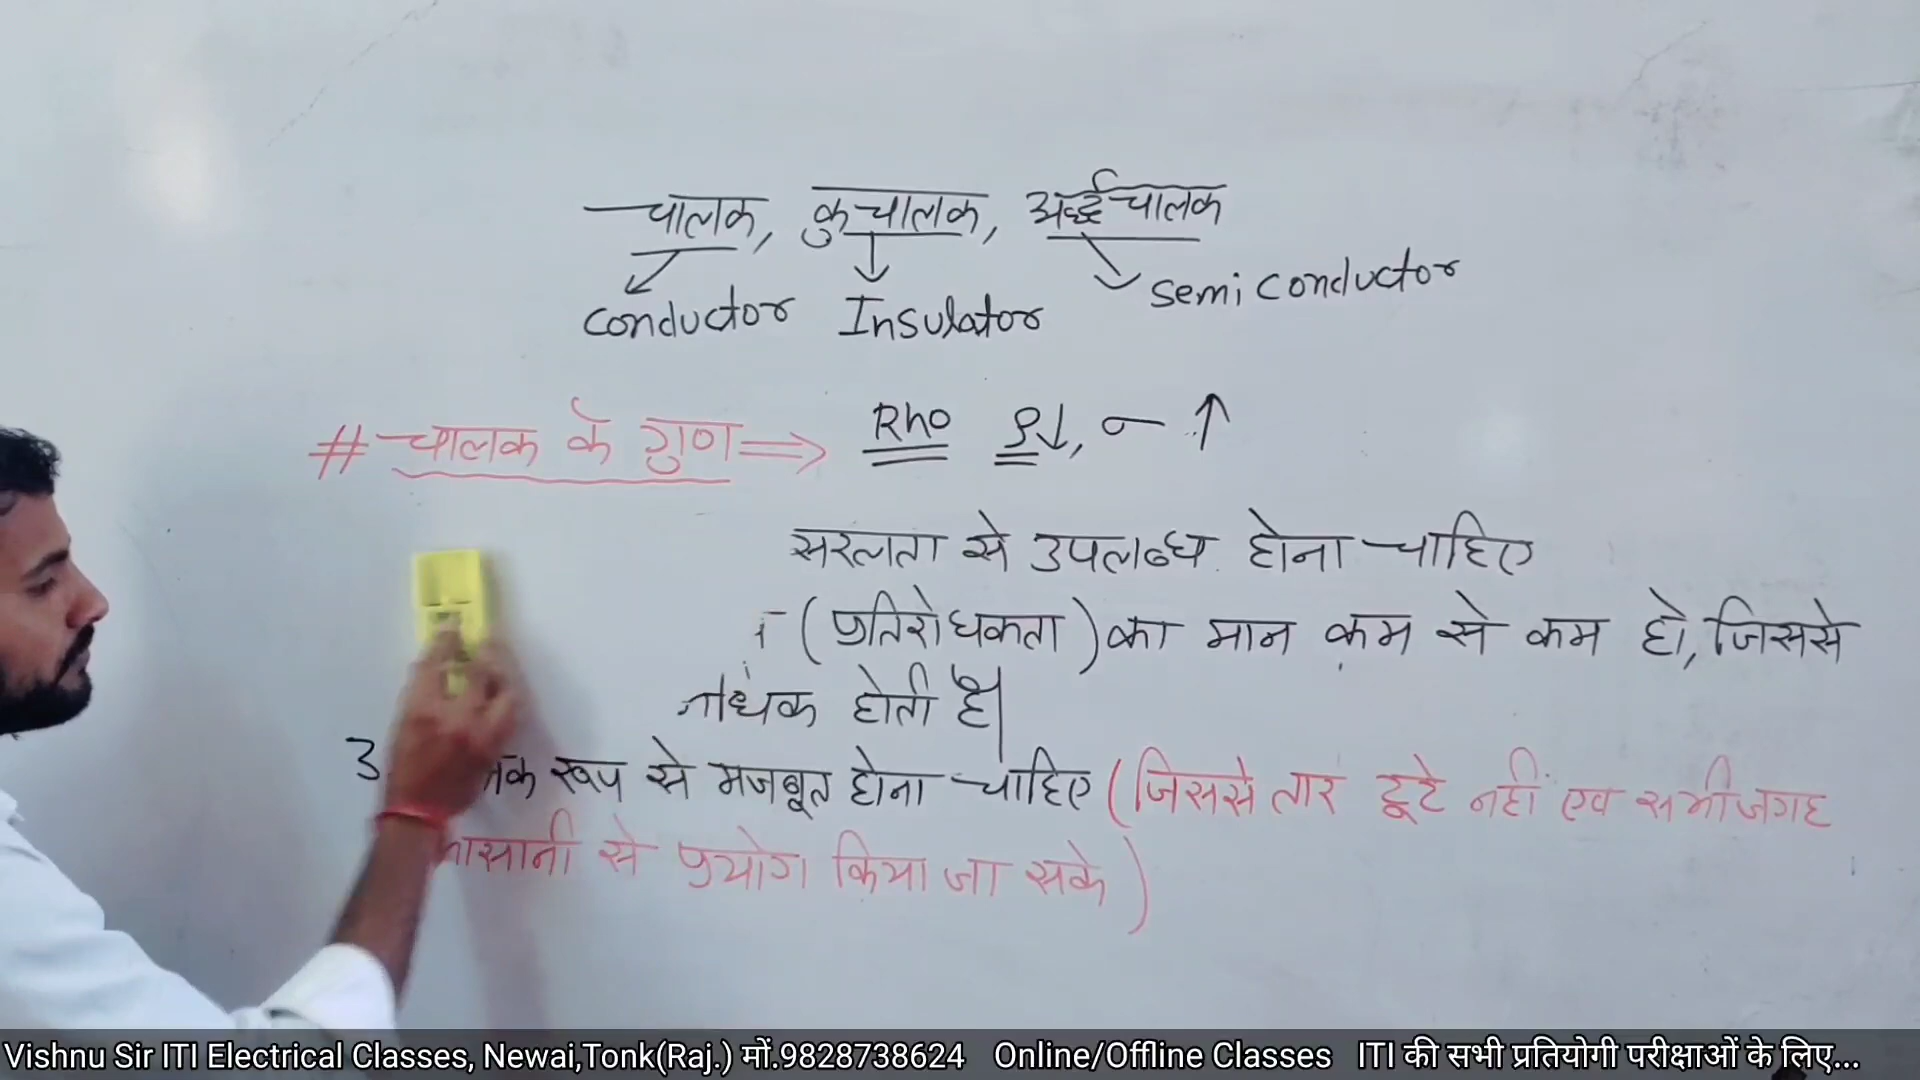 चालक, कुचालक, अर्द्धचालक
conductor Insulator semiconductor
# चालक के गुण ⇒ Rho ρ↓, σ ↑
सरलता से उपलब्ध होना चाहिए
(प्रतिरोधकता) का मान कम से कम हो, जिससे
होती है।
3. रूप से मजबूत होना चाहिए (जिससे तार टूटे नहीं एवं सभी जगह
आसानी से प्रयोग किया जा सके)
Vishnu Sir ITI Electrical Classes, Newai,Tonk(Raj.) मों.9828738624 Online/Offline Classes ITI की सभी प्रतियोगी परीक्षाओं के लिए...